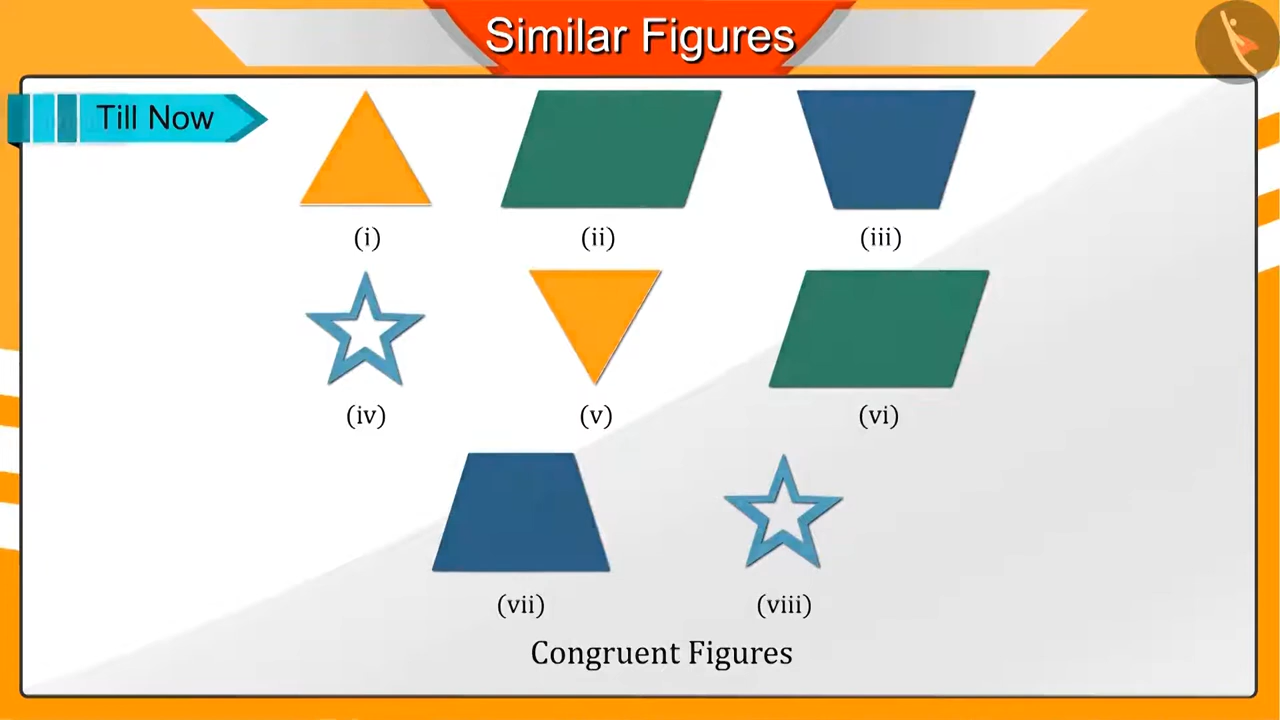 Similar Figures
Till Now
(i) (ii) (iii)
(iv) (v) (vi)
(vii) (viii)
Congruent Figures